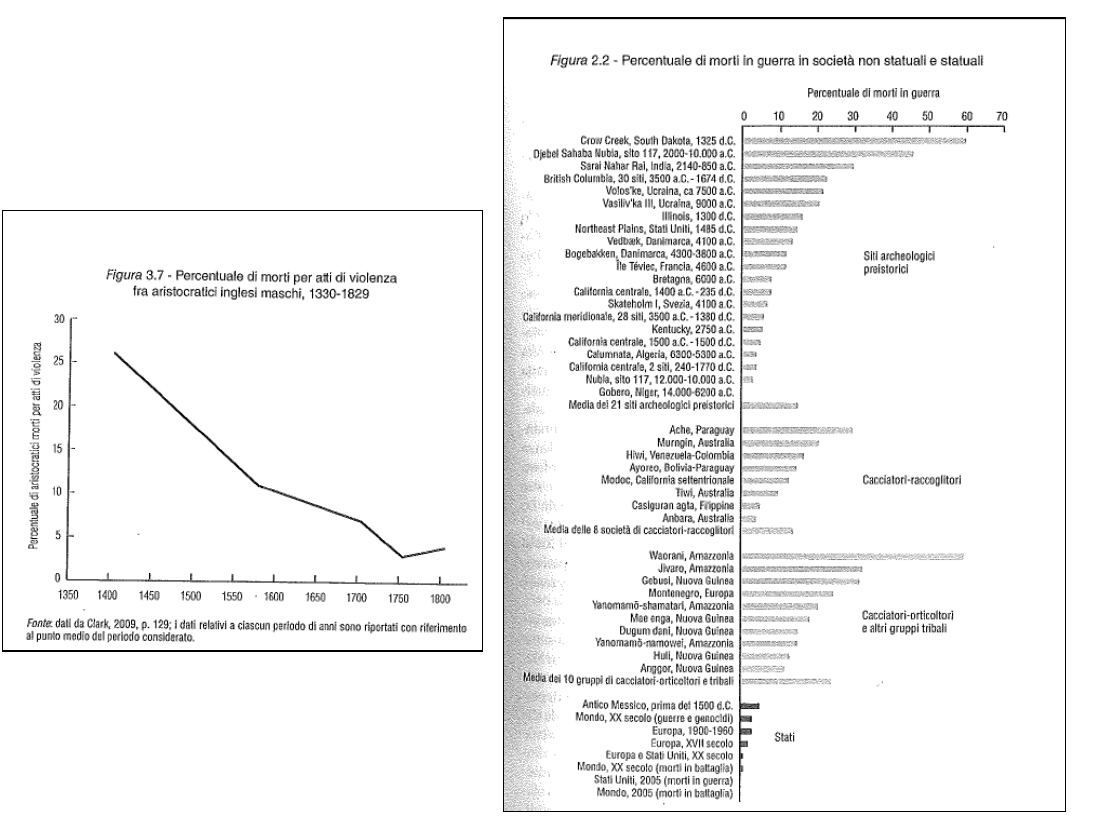 Figura 3.7 - Percentuale di morti per atti di violenza
fra aristocratici inglesi maschi, 1330-1829
Percentuale di aristocratici morti per atti di violenza
30
25
20
15
10
5
0
1350 1400 1450 1500 1550 1600 1650 1700 1750 1800
Fonte: dati da Clark, 2009, p. 129; i dati relativi a ciascun periodo di anni sono riportati con riferimento
al punto medio del periodo considerato.
Figura 2.2 - Percentuale di morti in guerra in società non statuali e statuali
Percentuale di morti in guerra
0 10 20 30 40 50 60 70
Crow Creek, South Dakota, 1325 d.C.
Djebel Sahaba Nubia, sito 117, 2000-10.000 a.C.
Sarai Nahar Rai, India, 2140-850 a.C.
British Columbia, 30 siti, 3500 a.C. - 1674 d.C.
Volos'ke, Ucraina, ca 7500 a.C.
Vasiliv'ka III, Ucraina, 9000 a.C.
Illinois, 1300 d.C.
Northeast Plains, Stati Uniti, 1485 d.C.
Vedbæk, Danimarca, 4100 a.C.
Bogebakken, Danimarca, 4300-3800 a.C.
Île Téviec, Francia, 4600 a.C.
Bretagna, 6000 a.C.
California centrale, 1400 a.C. - 235 d.C.
Skateholm I, Svezia, 4100 a.C.
California meridionale, 28 siti, 3500 a.C. - 1380 d.C.
Kentucky, 2750 a.C.
California centrale, 1500 a.C. - 1500 d.C.
Calumnata, Algeria, 6300-5300 a.C.
California centrale, 2 siti, 240-1770 d.C.
Nubia, sito 117, 12.000-10.000 a.C.
Gobero, Niger, 14.000-6200 a.C.
Media dei 21 siti archeologici preistorici
Siti archeologici
preistorici
Ache, Paraguay
Murngin, Australia
Hiwi, Venezuela-Colombia
Ayoreo, Bolivia-Paraguay
Modoc, California settentrionale
Tiwi, Australia
Casiguran agta, Filippine
Anbara, Australia
Media delle 8 società di cacciatori-raccoglitori
Cacciatori-raccoglitori
Waorani, Amazzonia
Jivaro, Amazzonia
Gebusi, Nuova Guinea
Montenegro, Europa
Yanomamö-shamatari, Amazzonia
Mae enga, Nuova Guinea
Dugum dani, Nuova Guinea
Yanomamö-namowei, Amazzonia
Huli, Nuova Guinea
Anggor, Nuova Guinea
Media dei 10 gruppi di cacciatori-orticoltori e tribali
Cacciatori-orticoltori
e altri gruppi tribali
Antico Messico, prima del 1500 d.C.
Mondo, XX secolo (guerre e genocidi)
Europa, 1900-1960
Europa, XVII secolo
Europa e Stati Uniti, XX secolo
Mondo, XX secolo (morti in battaglia)
Stati Uniti, 2005 (morti in guerra)
Mondo, 2005 (morti in battaglia)
Stati